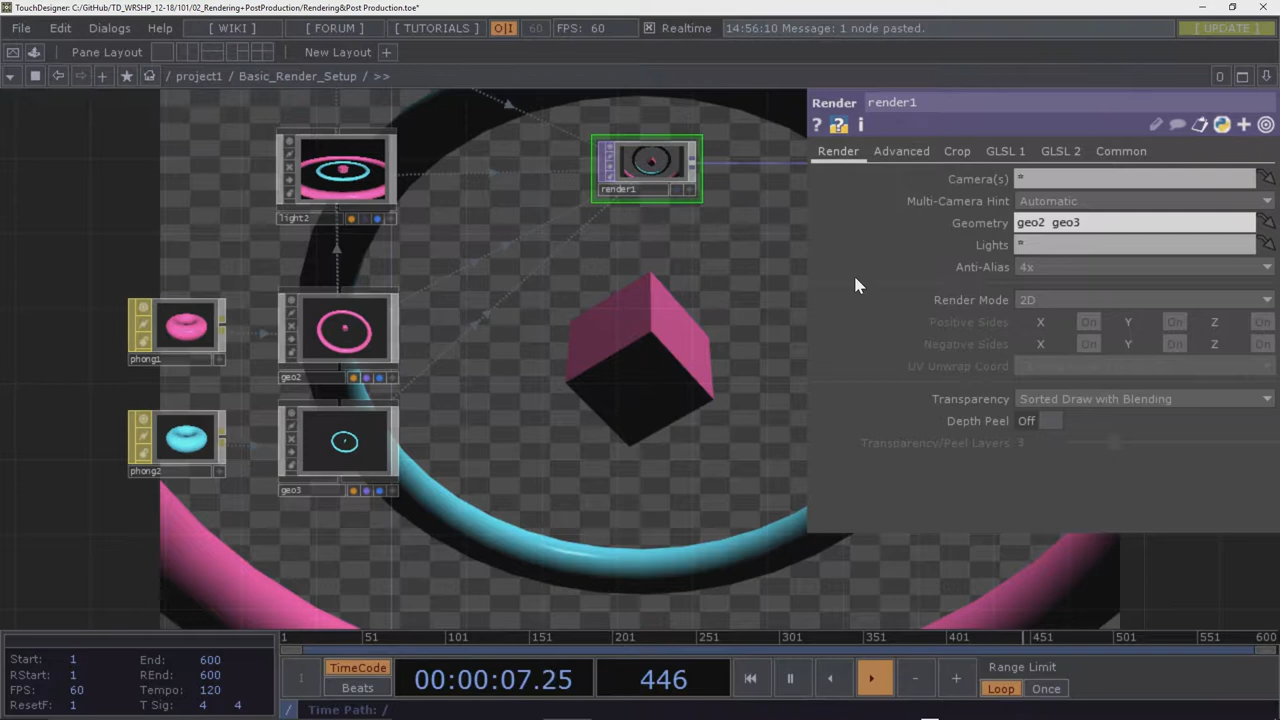 TouchDesigner: C:/GitHub/TD_WRSHP_12-18/101/02_Rendering+PostProduction/Rendering&Post Production.toe*
File Edit Dialogs Help [ WIKI ] [ FORUM ] [ TUTORIALS ] O|I 60 FPS: 60 Realtime 14:56:10 Message: 1 node pasted. [ UPDATE ]
Pane Layout New Layout +
/ project1 / Basic_Render_Setup / >> 0
Render render1
? ? i
Render Advanced Crop GLSL 1 GLSL 2 Common
Camera(s) *
Multi-Camera Hint Automatic
Geometry geo2 geo3
Lights *
Anti-Alias 4x
Render Mode 2D
Positive Sides X On Y On Z On
Negative Sides X On Y On Z On
UV Unwrap Coord
Transparency Sorted Draw with Blending
Depth Peel Off
Transparency/Peel Layers 3
render1
light2
phong1
geo2
phong2
geo3
1 51 101 151 201 251 301 351 401 451 501 551 600
Start: 1 End: 600
RStart: 1 REnd: 600
FPS: 60 Tempo: 120
ResetF: 1 T Sig: 4 4
TimeCode
Beats
00:00:07.25
446
Range Limit
Loop Once
/ Time Path: /